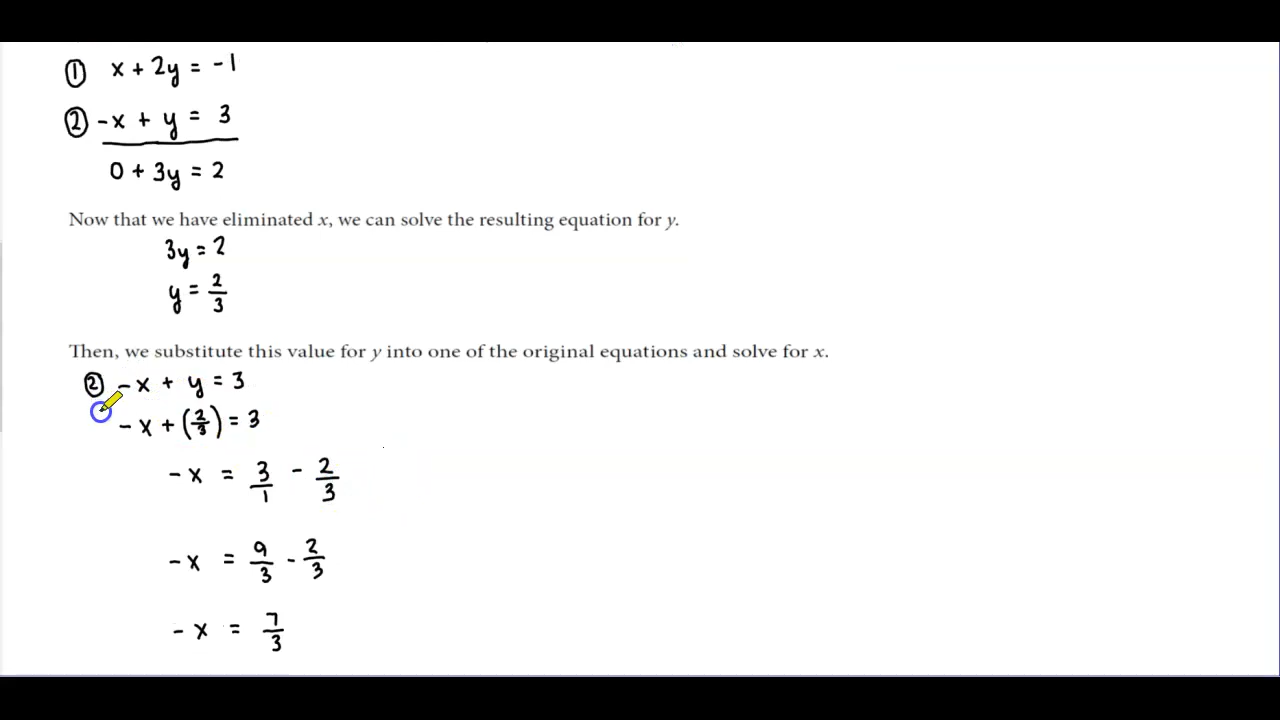 ① x + 2y = -1
② -x + y = 3
0 + 3y = 2
Now that we have eliminated x, we can solve the resulting equation for y.
3y = 2
y = 2/3
Then, we substitute this value for y into one of the original equations and solve for x.
② -x + y = 3
-x + (2/3) = 3
-x = 3/1 - 2/3
-x = 9/3 - 2/3
-x = 7/3